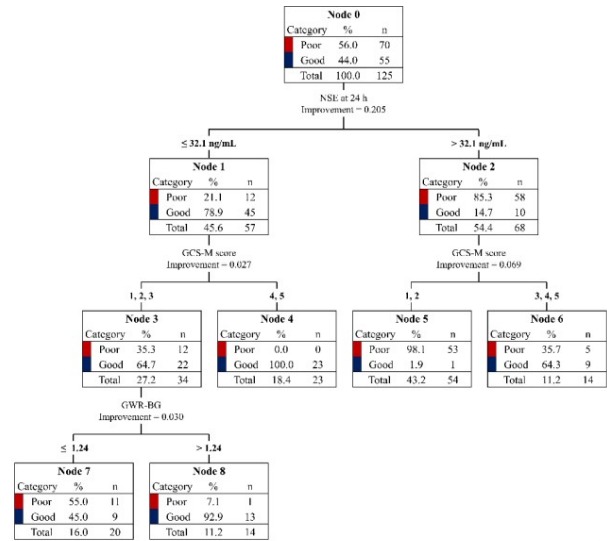 Node 0
Category % n
Poor 56.0 70
Good 44.0 55
Total 100.0 125
NSE at 24 h
Improvement = 0.205
≤ 32.1 ng/mL
> 32.1 ng/mL
Node 1
Category % n
Poor 21.1 12
Good 78.9 45
Total 45.6 57
Node 2
Category % n
Poor 85.3 58
Good 14.7 10
Total 54.4 68
GCS-M score
Improvement = 0.027
GCS-M score
Improvement = 0.069
1, 2, 3
4, 5
1, 2
3, 4, 5
Node 3
Category % n
Poor 35.3 12
Good 64.7 22
Total 27.2 34
Node 4
Category % n
Poor 0.0 0
Good 100.0 23
Total 18.4 23
Node 5
Category % n
Poor 98.1 53
Good 1.9 1
Total 43.2 54
Node 6
Category % n
Poor 35.7 5
Good 64.3 9
Total 11.2 14
GWR-BG
Improvement = 0.030
≤ 1.24
> 1.24
Node 7
Category % n
Poor 55.0 11
Good 45.0 9
Total 16.0 20
Node 8
Category % n
Poor 7.1 1
Good 92.9 13
Total 11.2 14